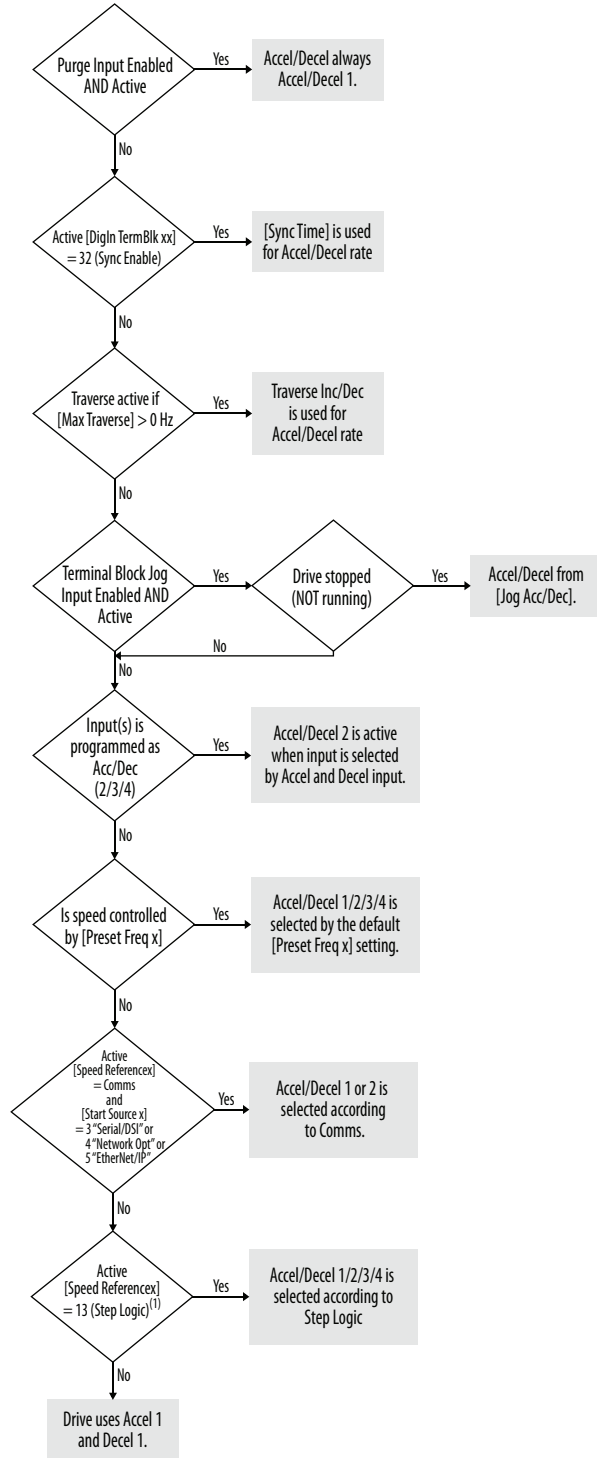 Purge Input Enabled
AND Active
Yes
Accel/Decel always
Accel/Decel 1.
No
Active [DigIn TermBlk xx]
= 32 (Sync Enable)
Yes
[Sync Time] is used
for Accel/Decel rate
No
Traverse active if
[Max Traverse] > 0 Hz
Yes
Traverse Inc/Dec
is used for
Accel/Decel rate
No
Terminal Block Jog
Input Enabled AND
Active
Yes
Drive stopped
(NOT running)
Yes
Accel/Decel from
[Jog Acc/Dec].
No
No
Input(s) is
programmed as
Acc/Dec
(2/3/4)
Yes
Accel/Decel 2 is active
when input is selected
by Accel and Decel input.
No
Is speed controlled
by [Preset Freq x]
Yes
Accel/Decel 1/2/3/4 is
selected by the default
[Preset Freq x] setting.
No
Active
[Speed Referencex]
= Comms
and
[Start Source x]
= 3 “Serial/DSI” or
4 “Network Opt” or
5 “EtherNet/IP”
Yes
Accel/Decel 1 or 2 is
selected according
to Comms.
No
Active
[Speed Referencex]
= 13 (Step Logic)(1)
Yes
Accel/Decel 1/2/3/4 is
selected according to
Step Logic
No
Drive uses Accel 1
and Decel 1.